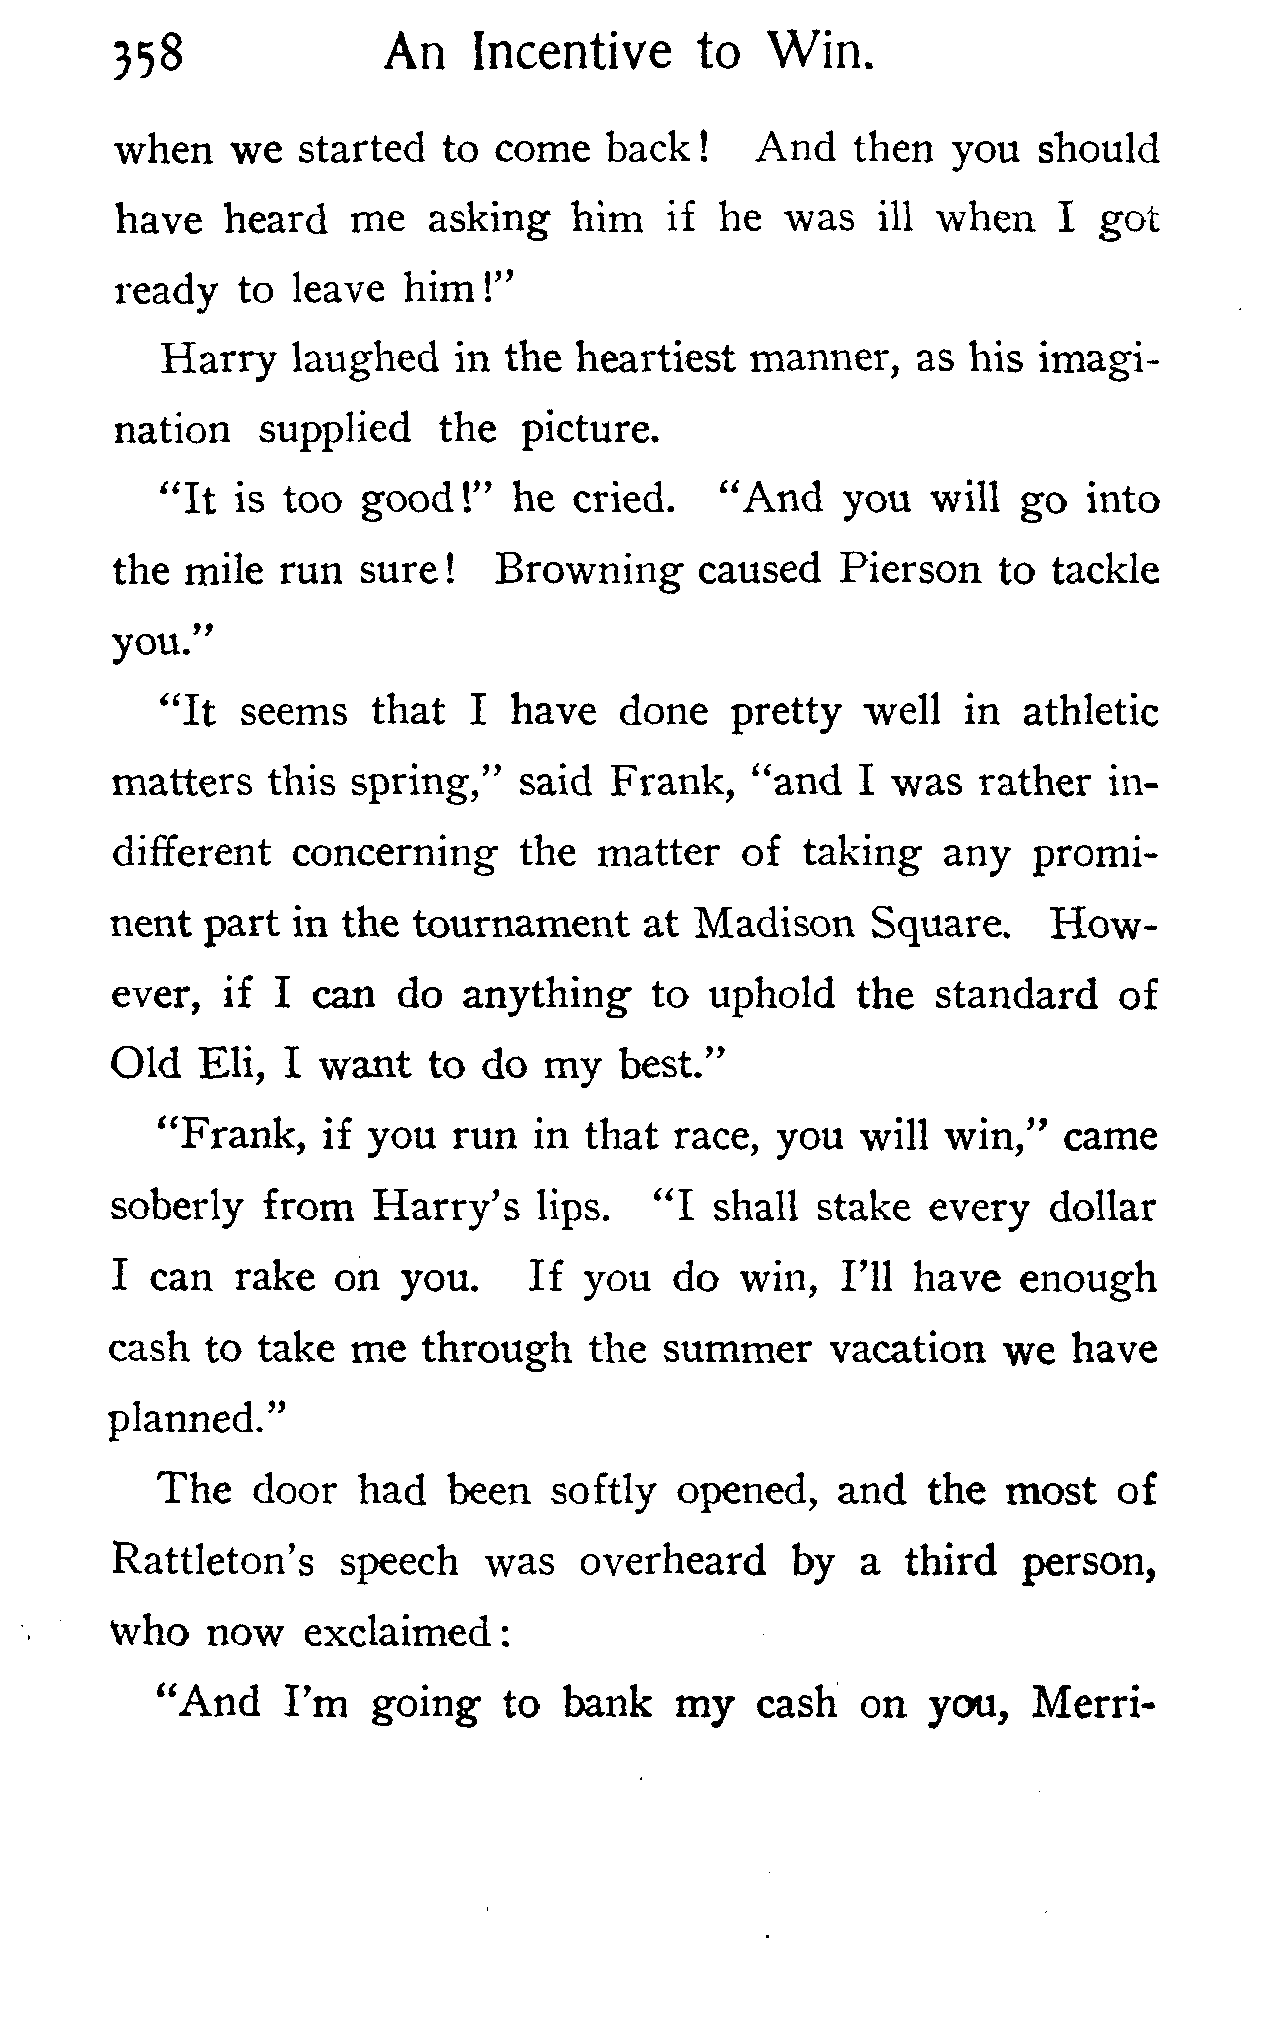 358 An Incentive to Win.
when we started to come back! And then you should
have heard me asking him if he was ill when I got
ready to leave him!"
Harry laughed in the heartiest manner, as his imagi-
nation supplied the picture.
"It is too good!" he cried. "And you will go into
the mile run sure! Browning caused Pierson to tackle
you."
"It seems that I have done pretty well in athletic
matters this spring," said Frank, "and I was rather in-
different concerning the matter of taking any promi-
nent part in the tournament at Madison Square. How-
ever, if I can do anything to uphold the standard of
Old Eli, I want to do my best."
"Frank, if you run in that race, you will win," came
soberly from Harry's lips. "I shall stake every dollar
I can rake on you. If you do win, I'll have enough
cash to take me through the summer vacation we have
planned."
The door had been softly opened, and the most of
Rattleton's speech was overheard by a third person,
who now exclaimed:
"And I'm going to bank my cash on you, Merri-